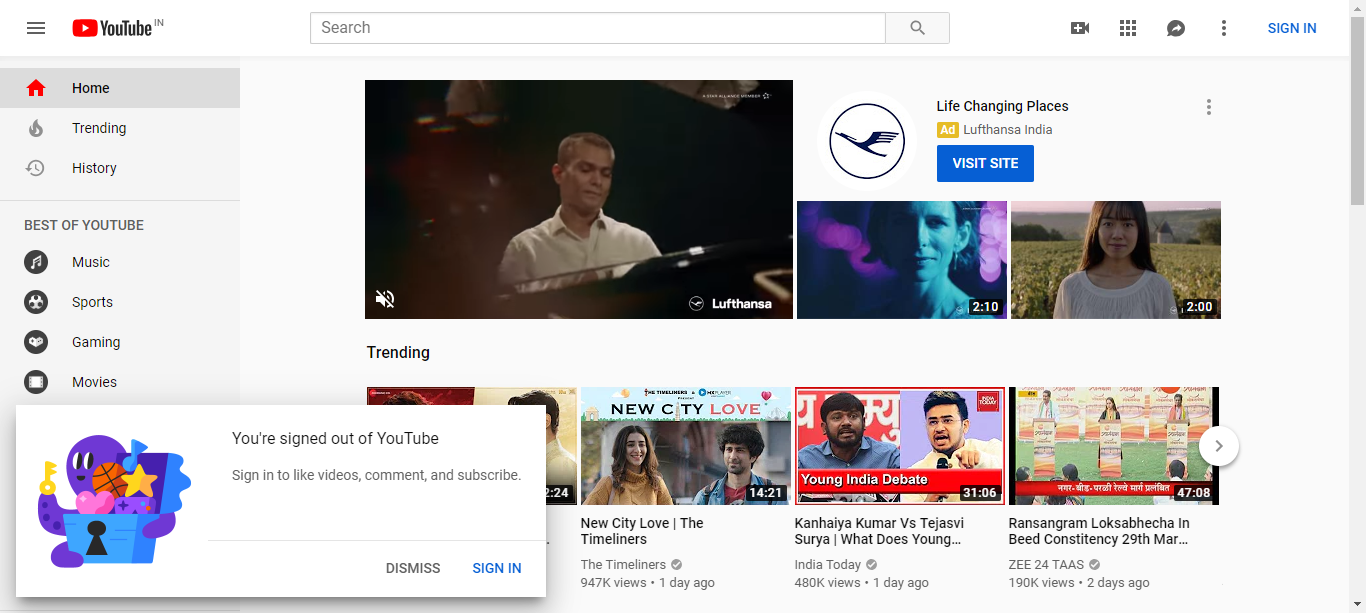 YouTube IN
Search
SIGN IN
Home
Trending
History
BEST OF YOUTUBE
Music
Sports
Gaming
Movies
A STAR ALLIANCE MEMBER
Lufthansa
Life Changing Places
Ad Lufthansa India
VISIT SITE
2:10
2:00
Trending
2:24
THE TIMELINERS
MXPLAYER
NEW CITY LOVE
14:21
New City Love | The
Timeliners
The Timeliners
947K views • 1 day ago
INDIA
TODAY
Young India Debate
31:06
Kanhaiya Kumar Vs Tejasvi
Surya | What Does Young...
India Today
480K views • 1 day ago
नगर-बीड-परळी रेल्वे मार्ग प्रलंबित
47:08
Ransangram Loksabhecha In
Beed Constitency 29th Mar...
ZEE 24 TAAS
190K views • 2 days ago
You're signed out of YouTube
Sign in to like videos, comment, and subscribe.
DISMISS
SIGN IN